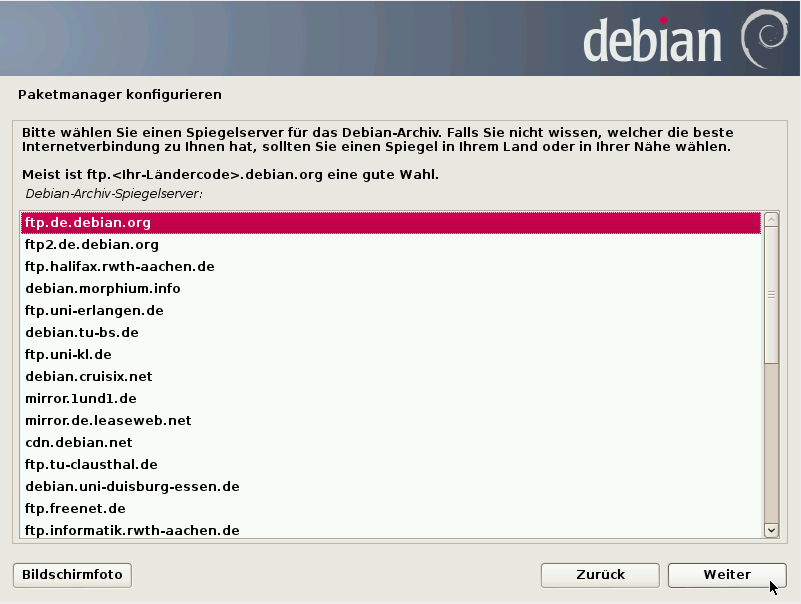 debian
Paketmanager konfigurieren
Bitte wählen Sie einen Spiegelserver für das Debian-Archiv. Falls Sie nicht wissen, welcher die beste
Internetverbindung zu Ihnen hat, sollten Sie einen Spiegel in Ihrem Land oder in Ihrer Nähe wählen.
Meist ist ftp.<Ihr-Ländercode>.debian.org eine gute Wahl.
Debian-Archiv-Spiegelserver:
ftp.de.debian.org
ftp2.de.debian.org
ftp.halifax.rwth-aachen.de
debian.morphium.info
ftp.uni-erlangen.de
debian.tu-bs.de
ftp.uni-kl.de
debian.cruisix.net
mirror.1und1.de
mirror.de.leaseweb.net
cdn.debian.net
ftp.tu-clausthal.de
debian.uni-duisburg-essen.de
ftp.freenet.de
ftp.informatik.rwth-aachen.de
Bildschirmfoto
Zurück
Weiter